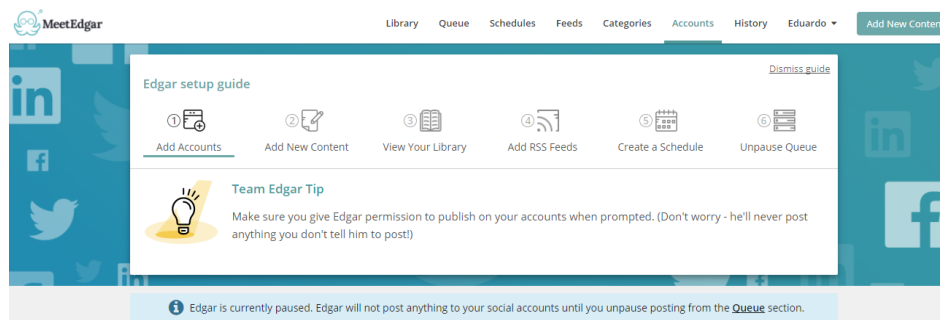 MeetEdgar
Library Queue Schedules Feeds Categories Accounts History Eduardo Add New Conten
Dismiss guide
Edgar setup guide
1 2 3 4 5 6
Add Accounts Add New Content View Your Library Add RSS Feeds Create a Schedule Unpause Queue
Team Edgar Tip
Make sure you give Edgar permission to publish on your accounts when prompted. (Don't worry - he'll never post
anything you don't tell him to post!)
Edgar is currently paused. Edgar will not post anything to your social accounts until you unpause posting from the Queue section.